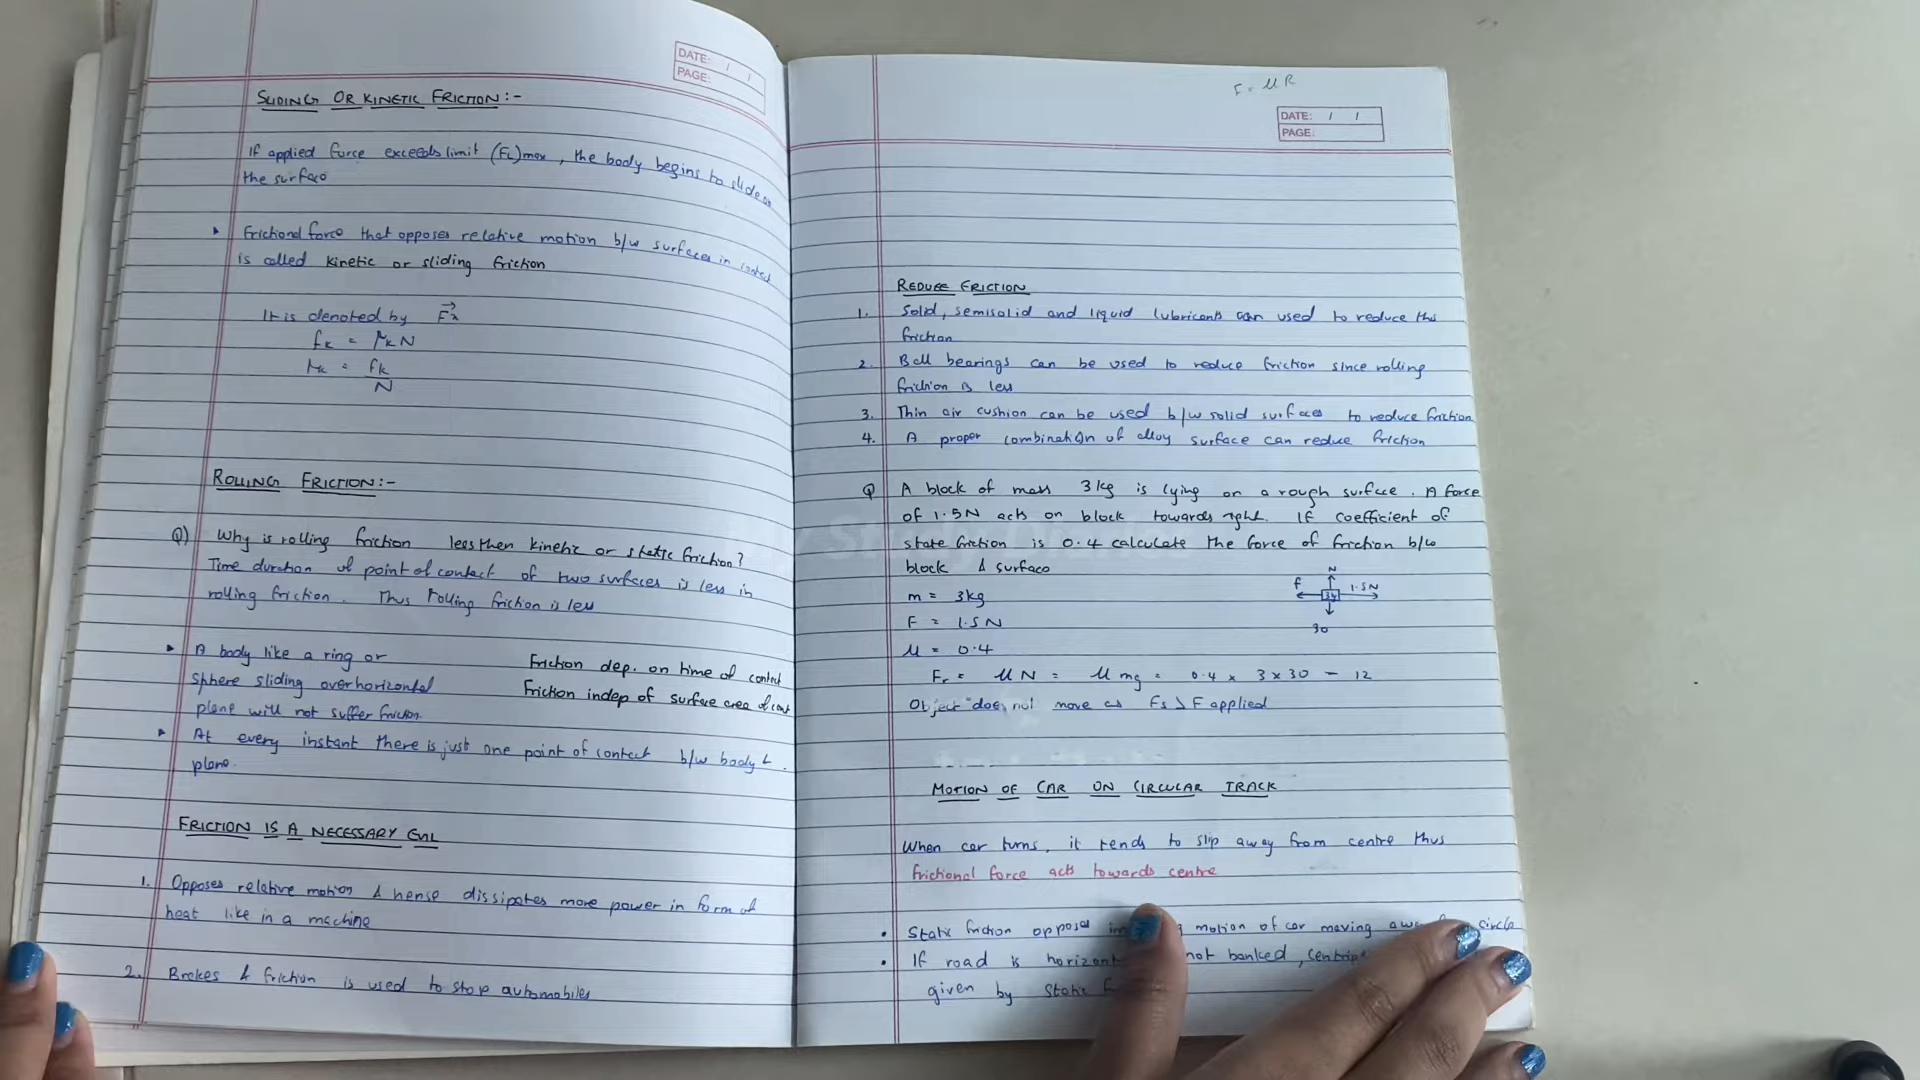 DATE: / /
PAGE:
SLIDING OR KINETIC FRICTION:-
If applied force exceeds limit (FL)max, the body begins to slide on
the surface
Frictional force that opposes relative motion b/w surfaces in contact
is called kinetic or sliding friction
It is denoted by
fk = μkN
μk = fk
N
ROLLING FRICTION:-
Q) Why is rolling friction less then kinetic or static friction?
Time duration of point of contact of two surfaces is less in
rolling friction. Thus rolling friction is less
A body like a ring or
sphere sliding over horizontal
plane will not suffer friction.
Friction dep. on time of contact
Friction indep of surface area of cont
At every instant there is just one point of contact b/w body &
plane.
FRICTION IS A NECESSARY EVIL
1. Opposes relative motion & hense dissipates more power in form of
heat like in a machine
2. Brakes & friction is used to stop automobiles
F = μR
DATE: / /
PAGE:
REDUCE FRICTION
1. Solid, semisolid and liquid lubricants can used to reduce this
friction
2. Ball bearings can be used to reduce friction since rolling
friction is less
3. Thin air cushion can be used b/w solid surfaces to reduce friction
4. A proper combination of alloy surface can reduce friction
Q A block of mass 3kg is lying on a rough surface. A force
of 1.5N acts on block towards right. If coefficient of
state friction is 0.4 calculate the force of friction b/w
block & surface
m = 3kg
F = 1.5N
μ = 0.4
N
f 1.5N
30
Fr = μN = μmg = 0.4 × 3×30 - 12
Object does not move as Fs > F applied
MOTION OF CAR ON CIRCULAR TRACK
When car turns, it tends to slip away from centre thus
frictional force acts towards centre
Static friction opposes motion of car moving circle
If road is not banked,
given by static